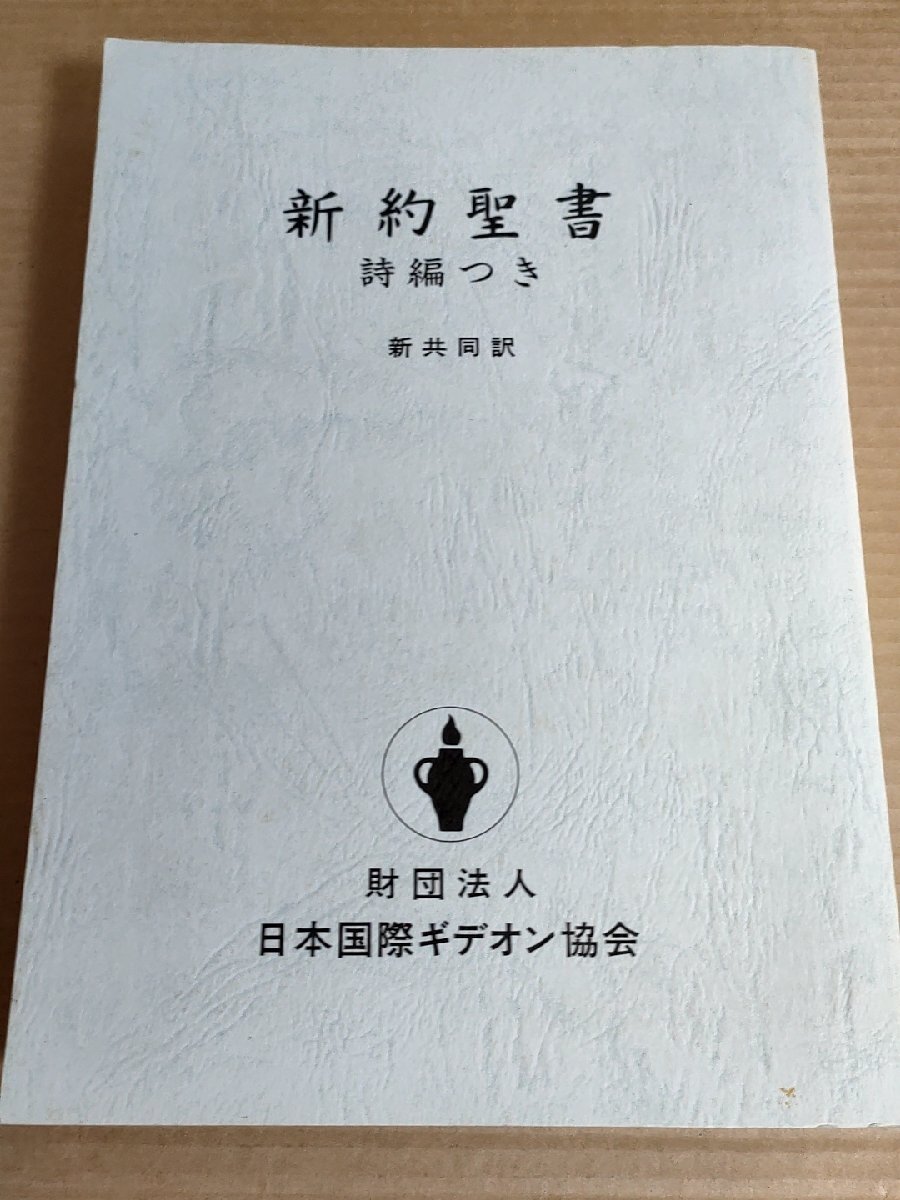 新約聖書
詩編つき
新共同訳
財団法人
日本国際ギデオン協会